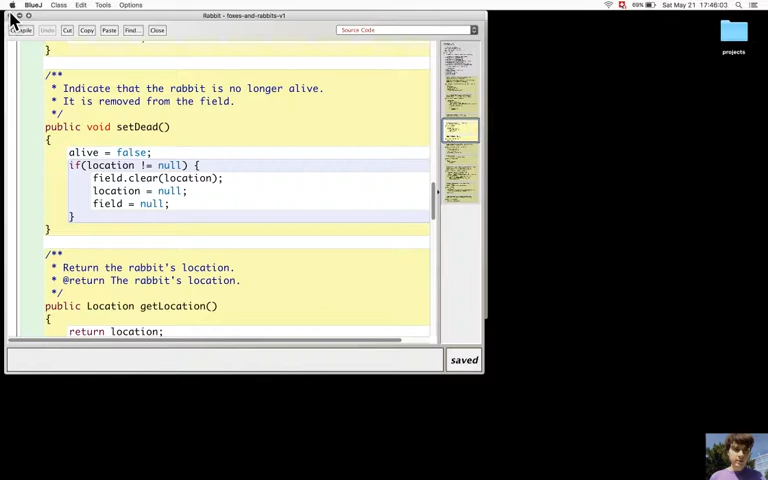 BlueJ Class Edit Tools Options 69% Sat May 21 17:46:03
Rabbit - foxes-and-rabbits-v1
Undo Cut Copy Paste Find... Close Source Code
projects
}
/**
* Indicate that the rabbit is no longer alive.
* It is removed from the field.
*/
public void setDead()
{
alive = false;
if(location != null) {
field.clear(location);
location = null;
field = null;
}
}
/**
* Return the rabbit's location.
* @return The rabbit's location.
*/
public Location getLocation()
{
return location;
saved